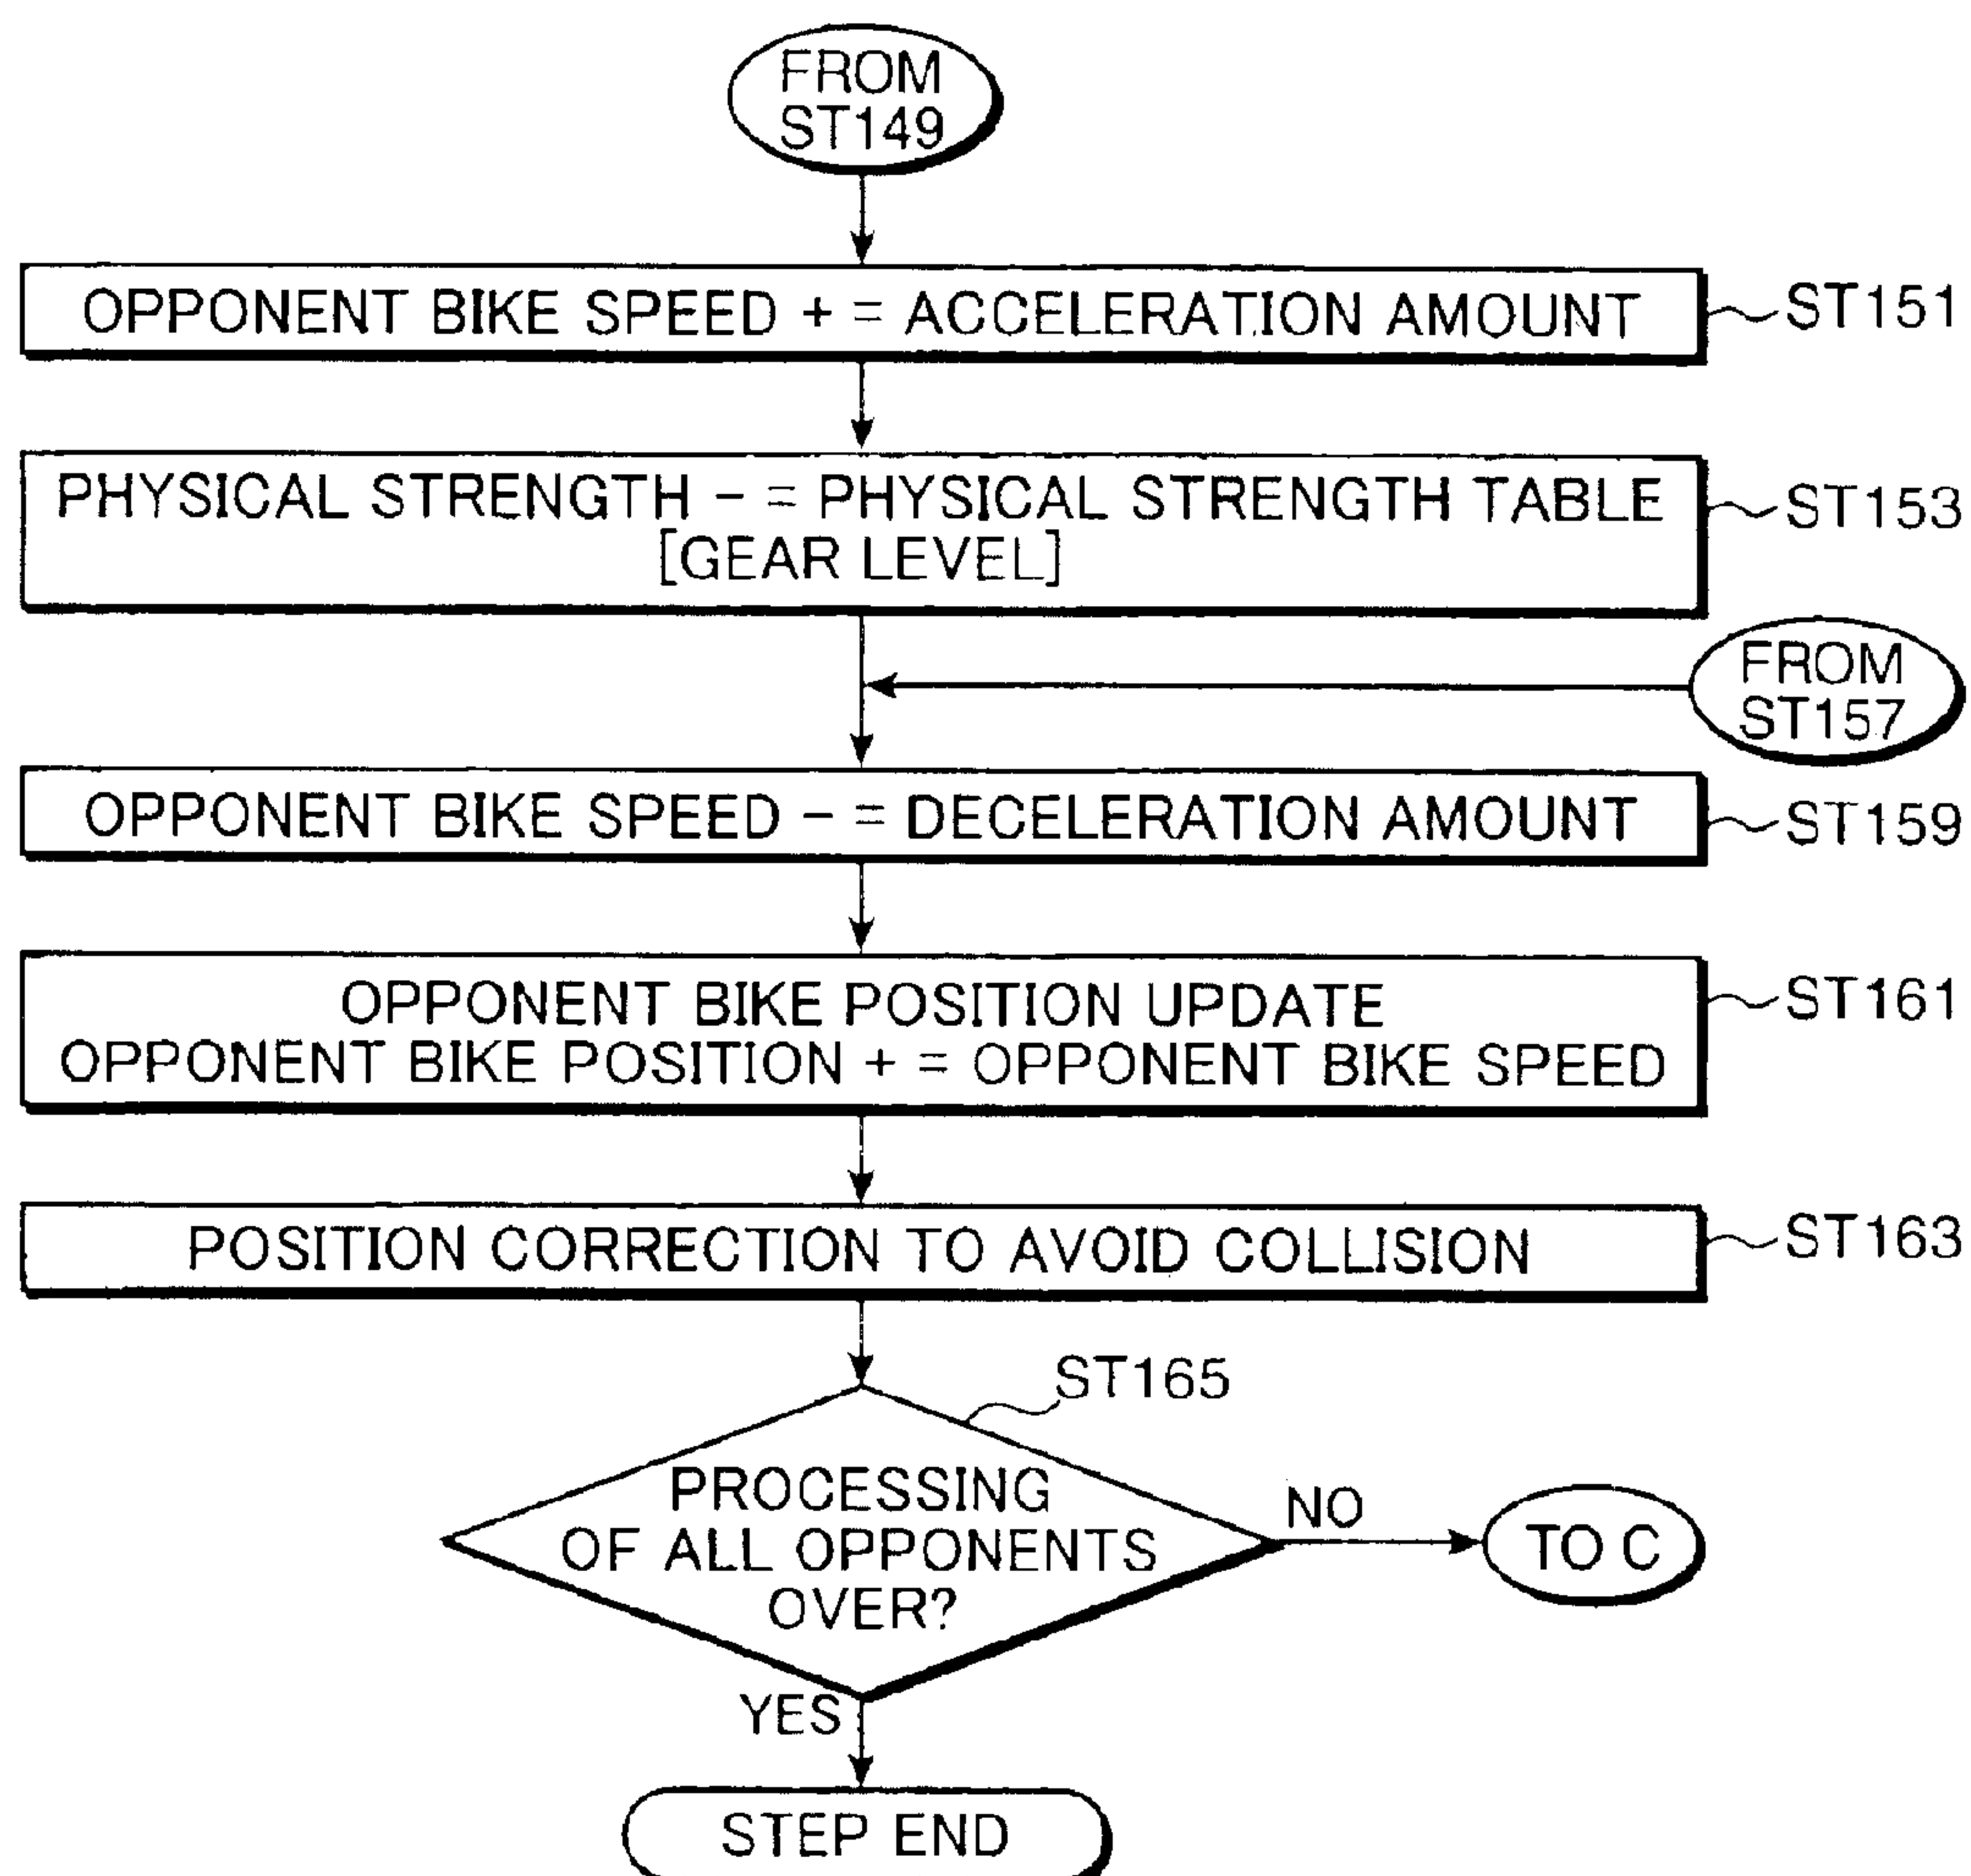 FROM
ST149
OPPONENT BIKE SPEED + = ACCELERATION AMOUNT
ST151
PHYSICAL STRENGTH - = PHYSICAL STRENGTH TABLE
[GEAR LEVEL]
ST153
FROM
ST157
OPPONENT BIKE SPEED - = DECELERATION AMOUNT
ST159
OPPONENT BIKE POSITION UPDATE
OPPONENT BIKE POSITION + = OPPONENT BIKE SPEED
ST161
POSITION CORRECTION TO AVOID COLLISION
ST163
ST165
PROCESSING
OF ALL OPPONENTS
OVER?
NO
TO C
YES
STEP END